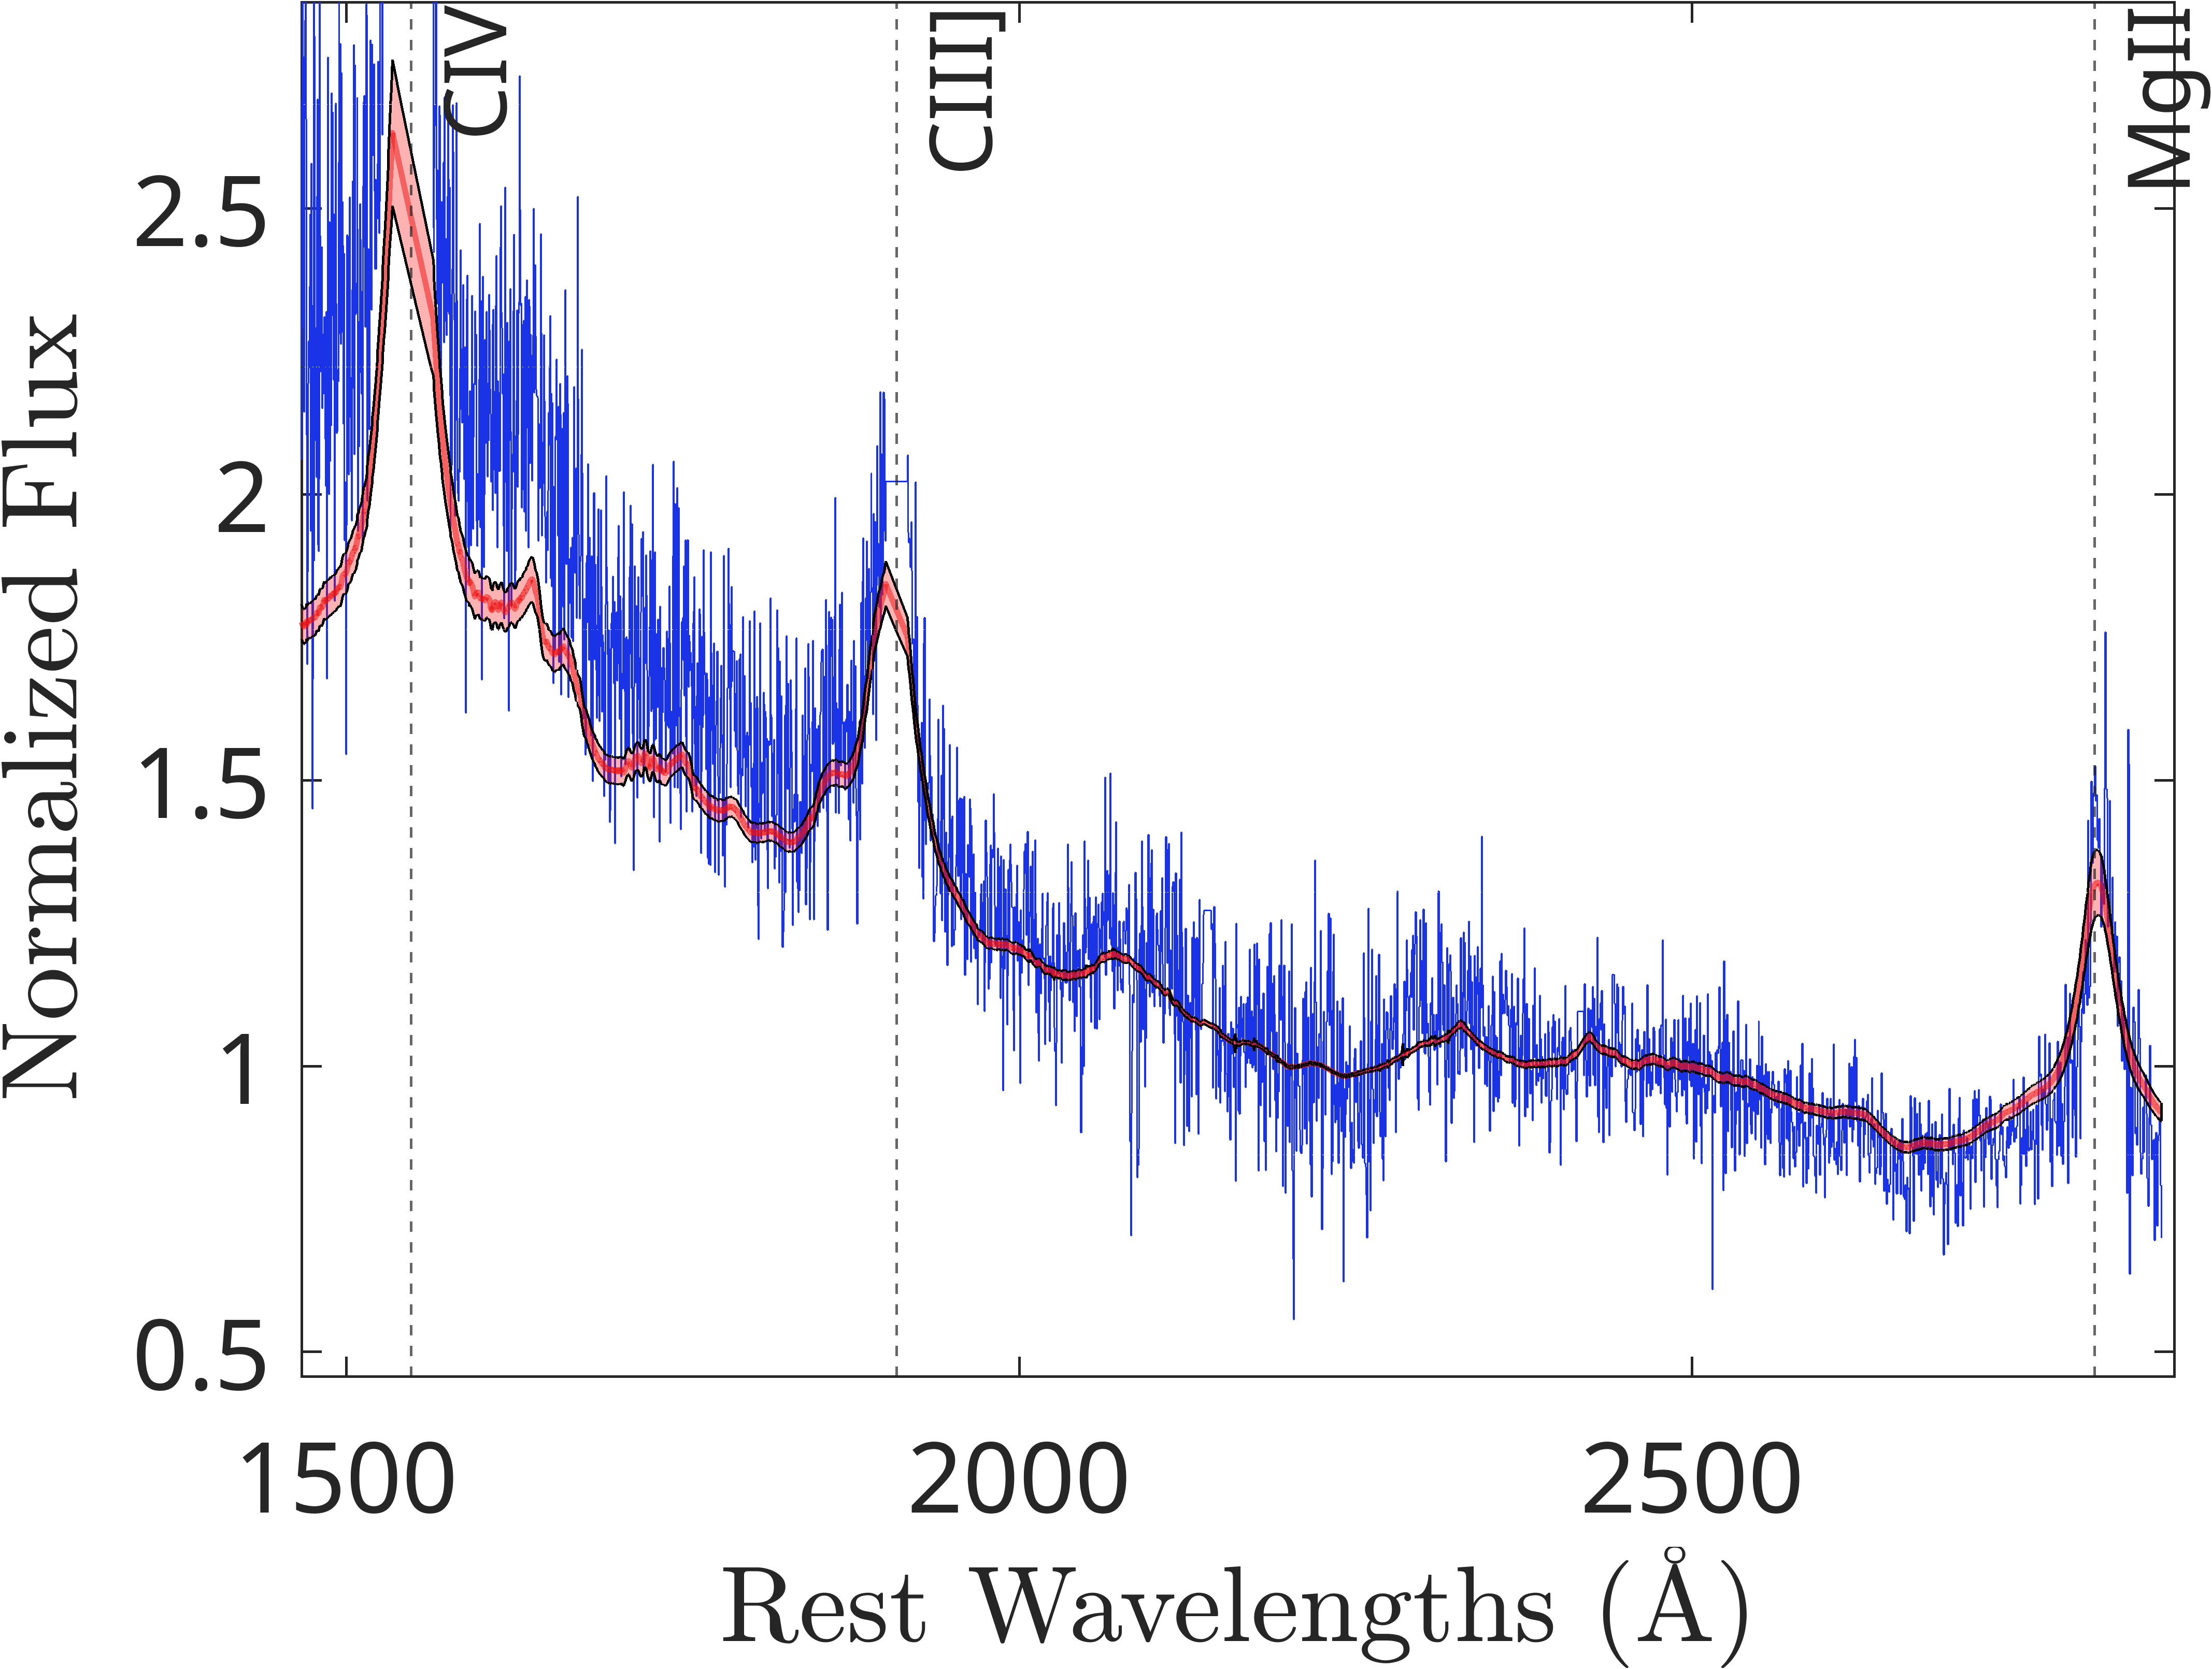 CIV
CIII]
MgII
Normalized Flux
2.5
2
1.5
1
0.5
1500
2000
2500
Rest Wavelengths (Å)